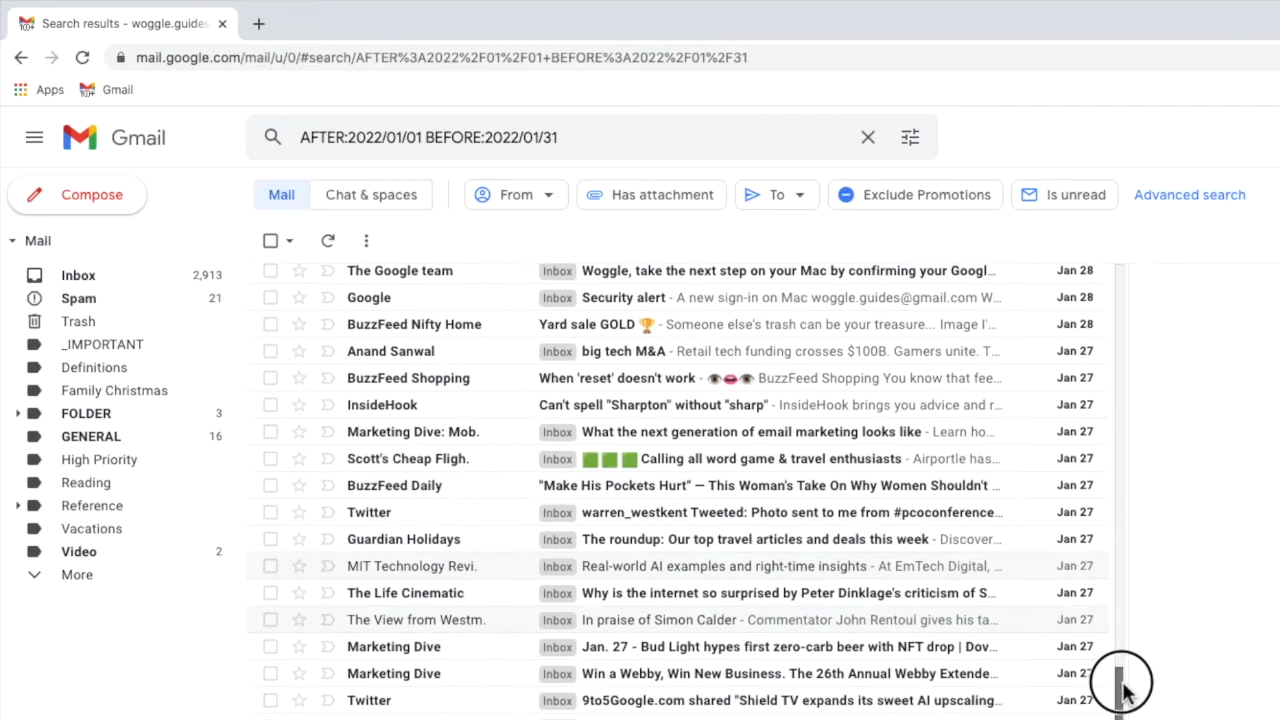 Search results - woggle.guides
mail.google.com/mail/u/0/#search/AFTER%3A2022%2F01%2F01+BEFORE%3A2022%2F01%2F31
Apps Gmail
Gmail AFTER:2022/01/01 BEFORE:2022/01/31
Compose Mail Chat & spaces From Has attachment To Exclude Promotions Is unread Advanced search
Mail
Inbox 2,913
Spam 21
Trash
_IMPORTANT
Definitions
Family Christmas
FOLDER 3
GENERAL 16
High Priority
Reading
Reference
Vacations
Video 2
More
The Google team Inbox Woggle, take the next step on your Mac by confirming your Googl... Jan 28
Google Inbox Security alert - A new sign-in on Mac woggle.guides@gmail.com W... Jan 28
BuzzFeed Nifty Home Yard sale GOLD 🏆 - Someone else's trash can be your treasure... Image I'... Jan 28
Anand Sanwal Inbox big tech M&A - Retail tech funding crosses $100B. Gamers unite. T... Jan 27
BuzzFeed Shopping When 'reset' doesn't work - 👁👄👁 BuzzFeed Shopping You know that fee... Jan 27
InsideHook Can't spell "Sharpton" without "sharp" - InsideHook brings you advice and r... Jan 27
Marketing Dive: Mob. Inbox What the next generation of email marketing looks like - Learn ho... Jan 27
Scott's Cheap Fligh. Inbox 🟩🟩🟩 Calling all word game & travel enthusiasts - Airportle has... Jan 27
BuzzFeed Daily "Make His Pockets Hurt" — This Woman's Take On Why Women Shouldn't ... Jan 27
Twitter Inbox warren_westkent Tweeted: Photo sent to me from #pcoconference... Jan 27
Guardian Holidays Inbox The roundup: Our top travel articles and deals this week - Discover... Jan 27
MIT Technology Revi. Inbox Real-world AI examples and right-time insights - At EmTech Digital, ... Jan 27
The Life Cinematic Inbox Why is the internet so surprised by Peter Dinklage's criticism of S... Jan 27
The View from Westm. Inbox In praise of Simon Calder - Commentator John Rentoul gives his ta... Jan 27
Marketing Dive Inbox Jan. 27 - Bud Light hypes first zero-carb beer with NFT drop | Dov... Jan 27
Marketing Dive Inbox Win a Webby, Win New Business. The 26th Annual Webby Extende... Jan 27
Twitter Inbox 9to5Google.com shared "Shield TV expands its sweet AI upscaling... Jan 27